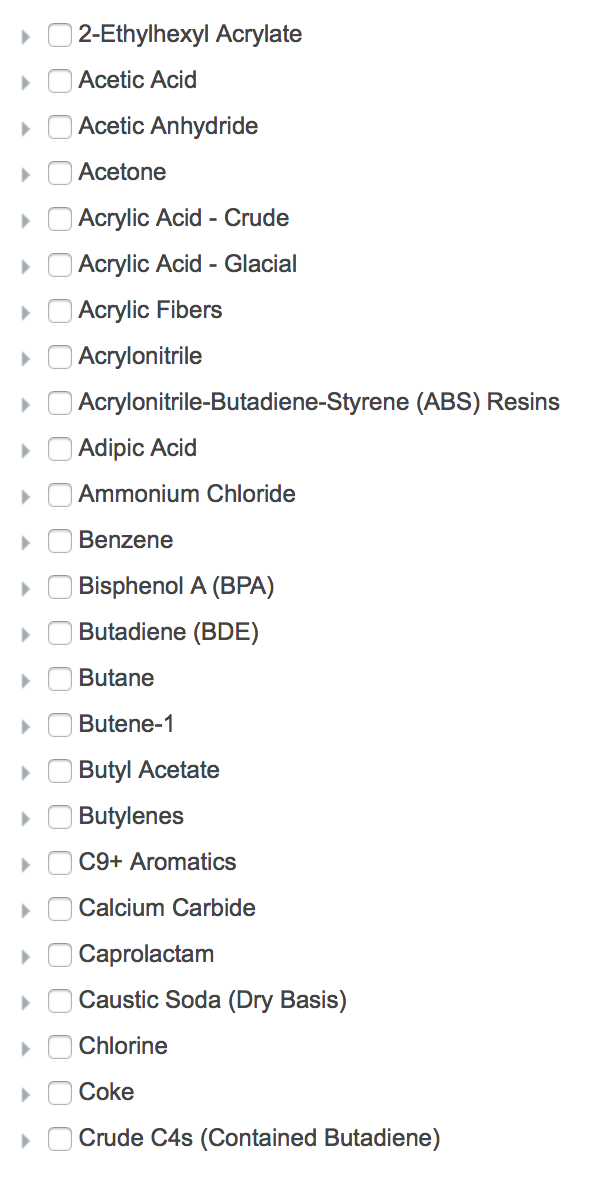 2-Ethylhexyl Acrylate
Acetic Acid
Acetic Anhydride
Acetone
Acrylic Acid - Crude
Acrylic Acid - Glacial
Acrylic Fibers
Acrylonitrile
Acrylonitrile-Butadiene-Styrene (ABS) Resins
Adipic Acid
Ammonium Chloride
Benzene
Bisphenol A (BPA)
Butadiene (BDE)
Butane
Butene-1
Butyl Acetate
Butylenes
C9+ Aromatics
Calcium Carbide
Caprolactam
Caustic Soda (Dry Basis)
Chlorine
Coke
Crude C4s (Contained Butadiene)